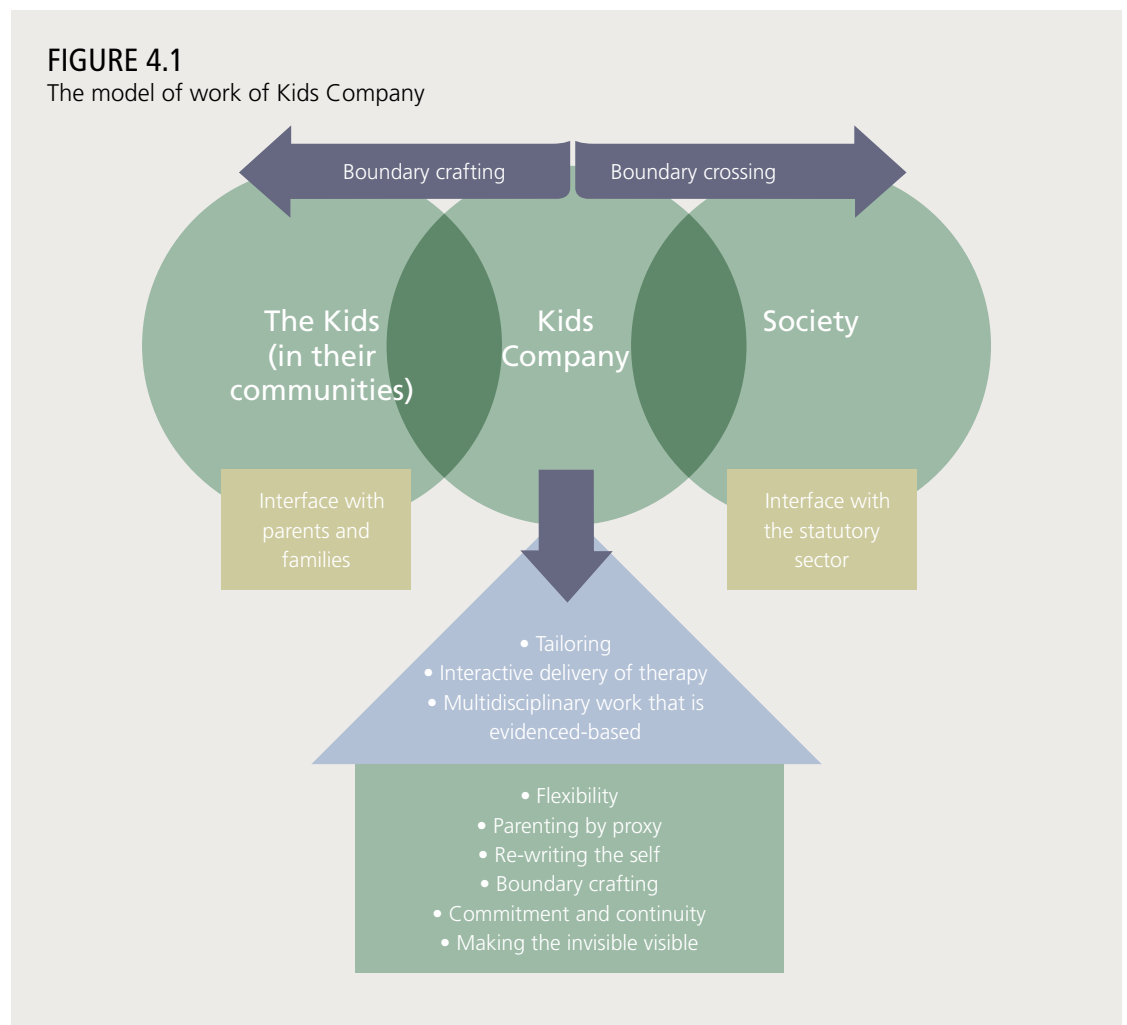 FIGURE 4.1
The model of work of Kids Company
Boundary crafting
Boundary crossing
The Kids
(in their
communities)
Kids
Company
Society
Interface with
parents and
families
Interface with
the statutory
sector
• Tailoring
• Interactive delivery of therapy
• Multidisciplinary work that is
evidenced-based
• Flexibility
• Parenting by proxy
• Re-writing the self
• Boundary crafting
• Commitment and continuity
• Making the invisible visible